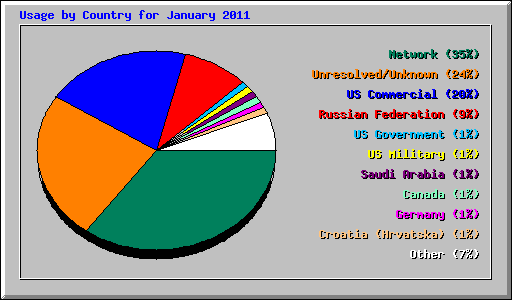 Usage by Country for January 2011
Network (35%)
Unresolved/Unknown (24%)
US Commercial (20%)
Russian Federation (9%)
US Government (1%)
US Military (1%)
Saudi Arabia (1%)
Canada (1%)
Germany (1%)
Croatia (Hrvatska) (1%)
Other (7%)